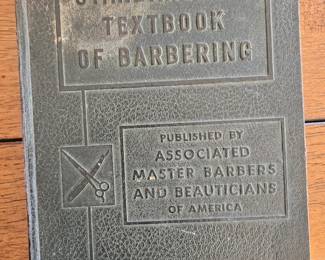 TEXTBOOK
OF BARBERING
PUBLISHED BY
ASSOCIATED
MASTER BARBERS
AND BEAUTICIANS
OF AMERICA